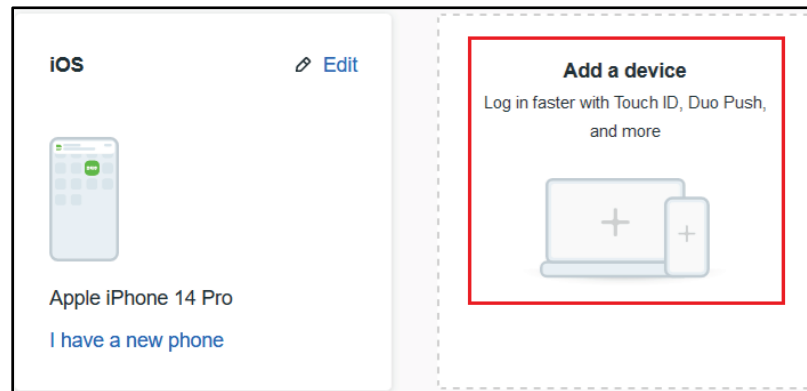 iOS
Edit
Apple iPhone 14 Pro
I have a new phone
Add a device
Log in faster with Touch ID, Duo Push,
and more